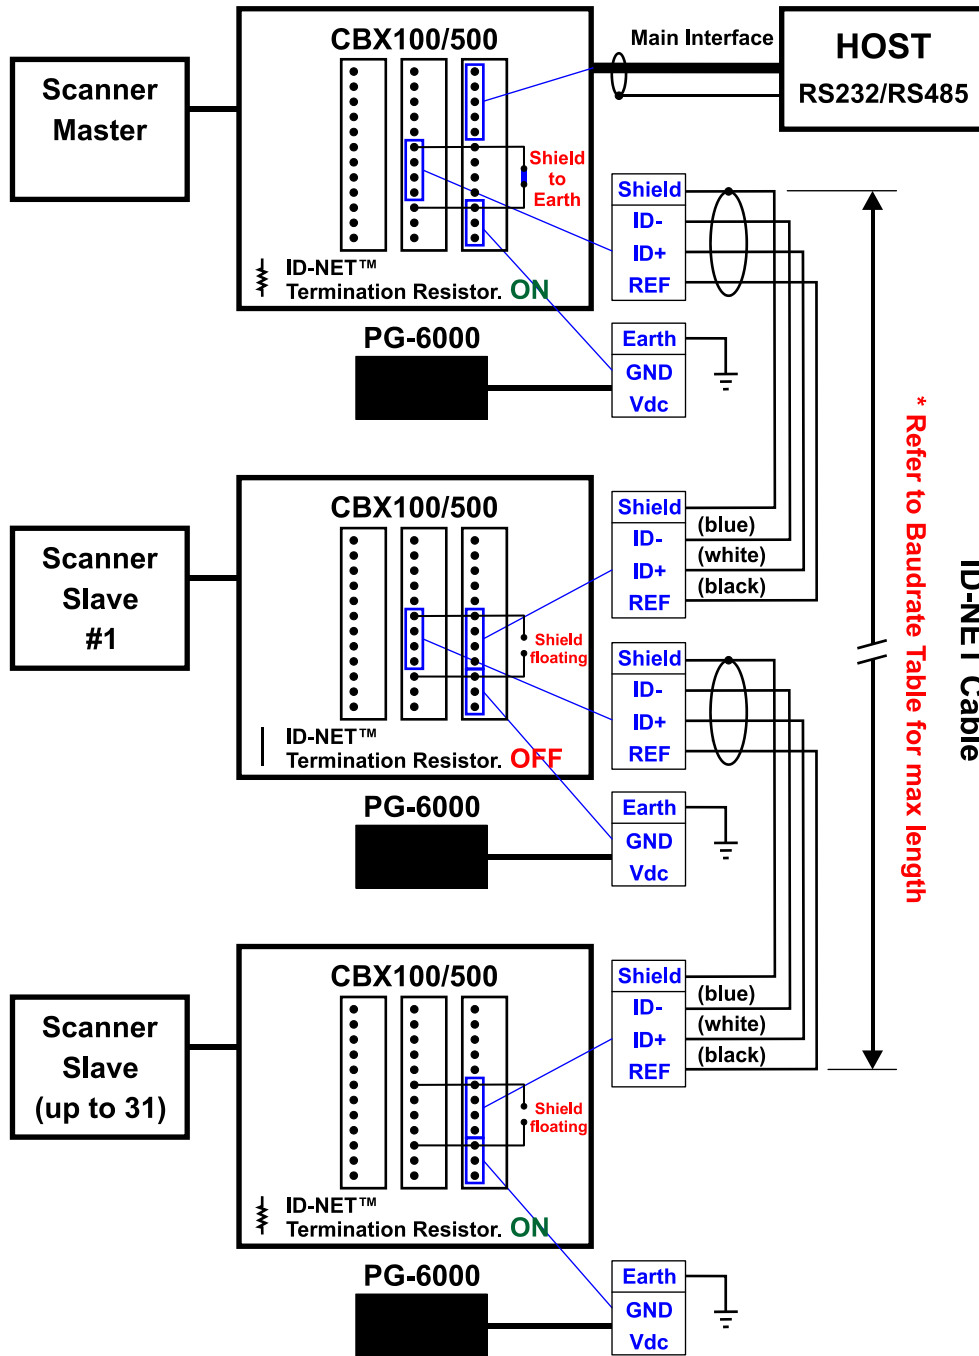 CBX100/500
Main Interface
HOST
RS232/RS485
Scanner
Master
Shield
to
Earth
Shield
ID-
ID+
REF
ID-NET™
Termination Resistor. ON
PG-6000
Earth
GND
Vdc
CBX100/500
Scanner
Slave
#1
Shield
ID- (blue)
ID+ (white)
REF (black)
Shield
floating
Shield
ID-
ID+
REF
ID-NET™
Termination Resistor. OFF
PG-6000
Earth
GND
Vdc
CBX100/500
Scanner
Slave
(up to 31)
Shield
ID- (blue)
ID+ (white)
REF (black)
Shield
floating
ID-NET™
Termination Resistor. ON
PG-6000
Earth
GND
Vdc
ID-NET Cable
* Refer to Baudrate Table for max length